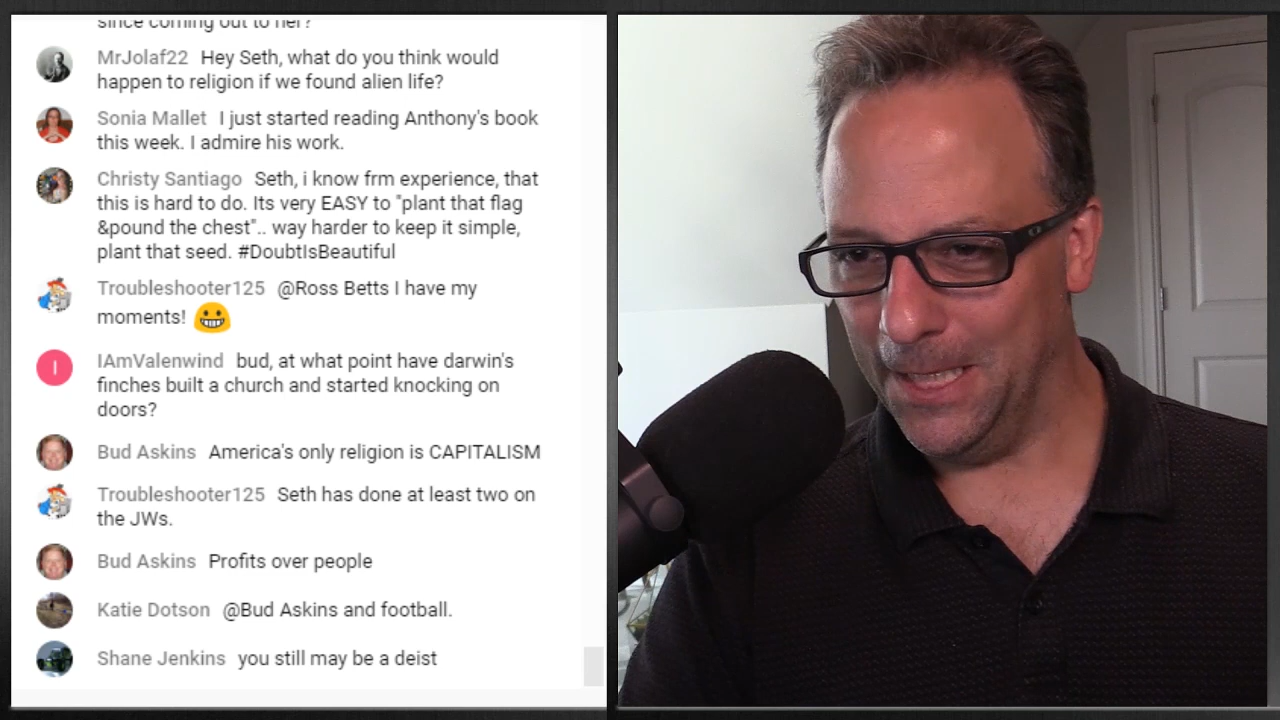 since coming out to her?
MrJolaf22 Hey Seth, what do you think would
happen to religion if we found alien life?
Sonia Mallet I just started reading Anthony's book
this week. I admire his work.
Christy Santiago Seth, i know frm experience, that
this is hard to do. Its very EASY to "plant that flag
&pound the chest".. way harder to keep it simple,
plant that seed. #DoubtIsBeautiful
Troubleshooter125 @Ross Betts I have my
moments! 😀
I
IAmValenwind bud, at what point have darwin's
finches built a church and started knocking on
doors?
Bud Askins America's only religion is CAPITALISM
Troubleshooter125 Seth has done at least two on
the JWs.
Bud Askins Profits over people
Katie Dotson @Bud Askins and football.
Shane Jenkins you still may be a deist